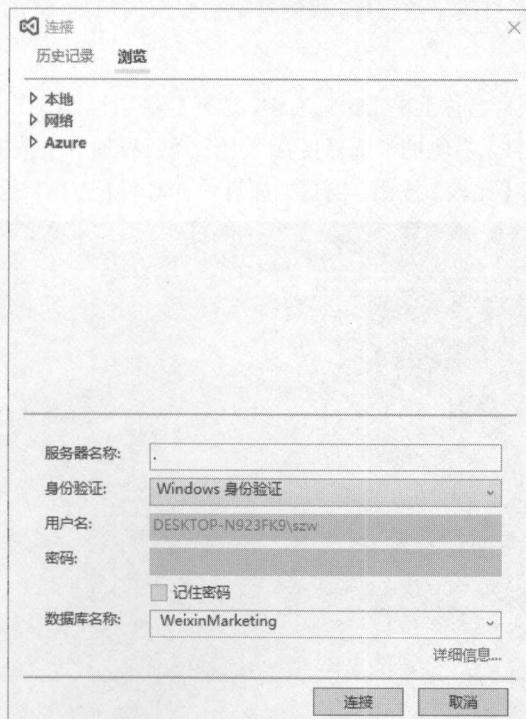 连接
历史记录 浏览
本地
网络
Azure
服务器名称: .
身份验证: Windows 身份验证
用户名: DESKTOP-N923FK9\szw
密码:
记住密码
数据库名称: WeixinMarketing
详细信息...
连接 取消